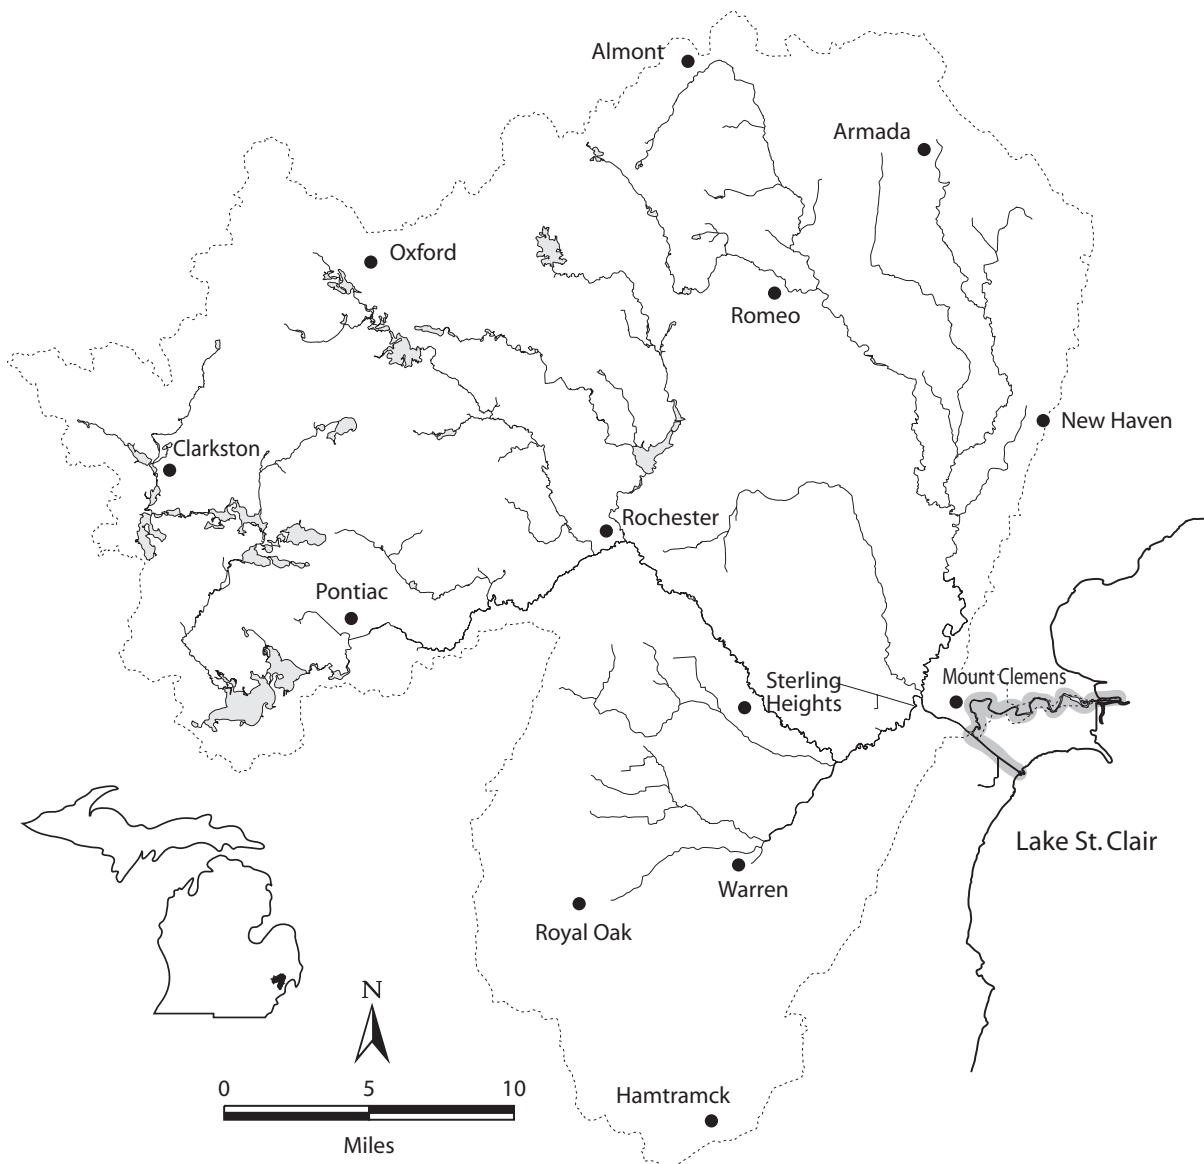 Almont
Armada
Oxford
Romeo
New Haven
Clarkston
Rochester
Pontiac
Sterling
Heights
Mount Clemens
Lake St. Clair
Warren
Royal Oak
N
0 5 10
Miles
Hamtramck